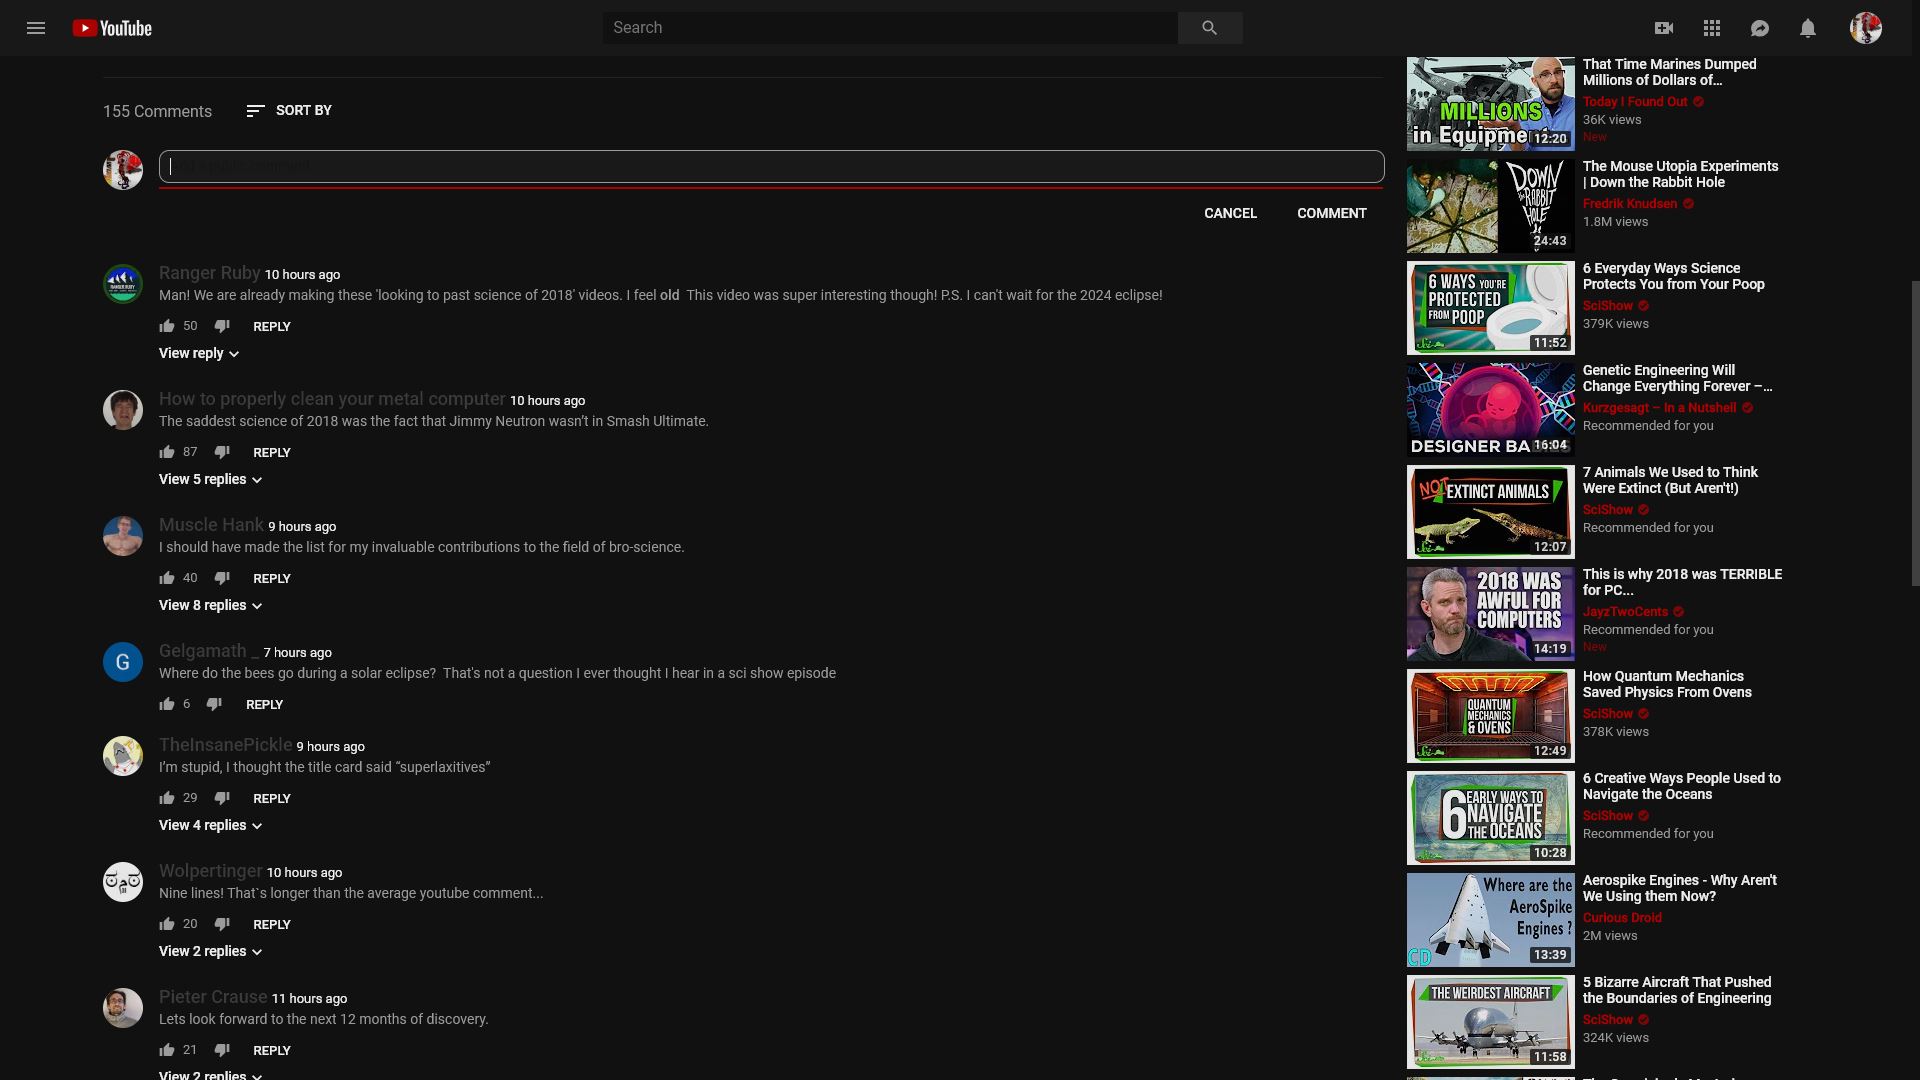 YouTube
Search
155 Comments
SORT BY
CANCEL
COMMENT
Ranger Ruby 10 hours ago
Man! We are already making these 'looking to past science of 2018' videos. I feel old  This video was super interesting though! P.S. I can't wait for the 2024 eclipse!
50
REPLY
View reply
How to properly clean your metal computer 10 hours ago
The saddest science of 2018 was the fact that Jimmy Neutron wasn’t in Smash Ultimate.
87
REPLY
View 5 replies
Muscle Hank 9 hours ago
I should have made the list for my invaluable contributions to the field of bro-science.
40
REPLY
View 8 replies
G
Gelgamath _ 7 hours ago
Where do the bees go during a solar eclipse?  That's not a question I ever thought I hear in a sci show episode
6
REPLY
TheInsanePickle 9 hours ago
I’m stupid, I thought the title card said “superlaxitives”
29
REPLY
View 4 replies
Wolpertinger 10 hours ago
Nine lines! That`s longer than the average youtube comment...
20
REPLY
View 2 replies
Pieter Crause 11 hours ago
Lets look forward to the next 12 months of discovery.
21
REPLY
View 2 replies
MILLIONS
in Equipme
12:20
That Time Marines Dumped
Millions of Dollars of…
Today I Found Out
36K views
New
DOWN
THE RABBIT
HOLE
24:43
The Mouse Utopia Experiments
| Down the Rabbit Hole
Fredrik Knudsen
1.8M views
6 WAYS YOU'RE
PROTECTED
FROM POOP
11:52
6 Everyday Ways Science
Protects You from Your Poop
SciShow
379K views
DESIGNER BA
16:04
Genetic Engineering Will
Change Everything Forever –…
Kurzgesagt – In a Nutshell
Recommended for you
NOT EXTINCT ANIMALS
12:07
7 Animals We Used to Think
Were Extinct (But Aren't!)
SciShow
Recommended for you
2018 WAS
AWFUL FOR
COMPUTERS
14:19
This is why 2018 was TERRIBLE
for PC...
JayzTwoCents
Recommended for you
New
QUANTUM
MECHANICS
& OVENS
12:49
How Quantum Mechanics
Saved Physics From Ovens
SciShow
378K views
6 EARLY WAYS TO
NAVIGATE
THE OCEANS
10:28
6 Creative Ways People Used to
Navigate the Oceans
SciShow
Recommended for you
Where are the
AeroSpike
Engines ?
CD
13:39
Aerospike Engines - Why Aren't
We Using them Now?
Curious Droid
2M views
THE WEIRDEST AIRCRAFT
11:58
5 Bizarre Aircraft That Pushed
the Boundaries of Engineering
SciShow
324K views